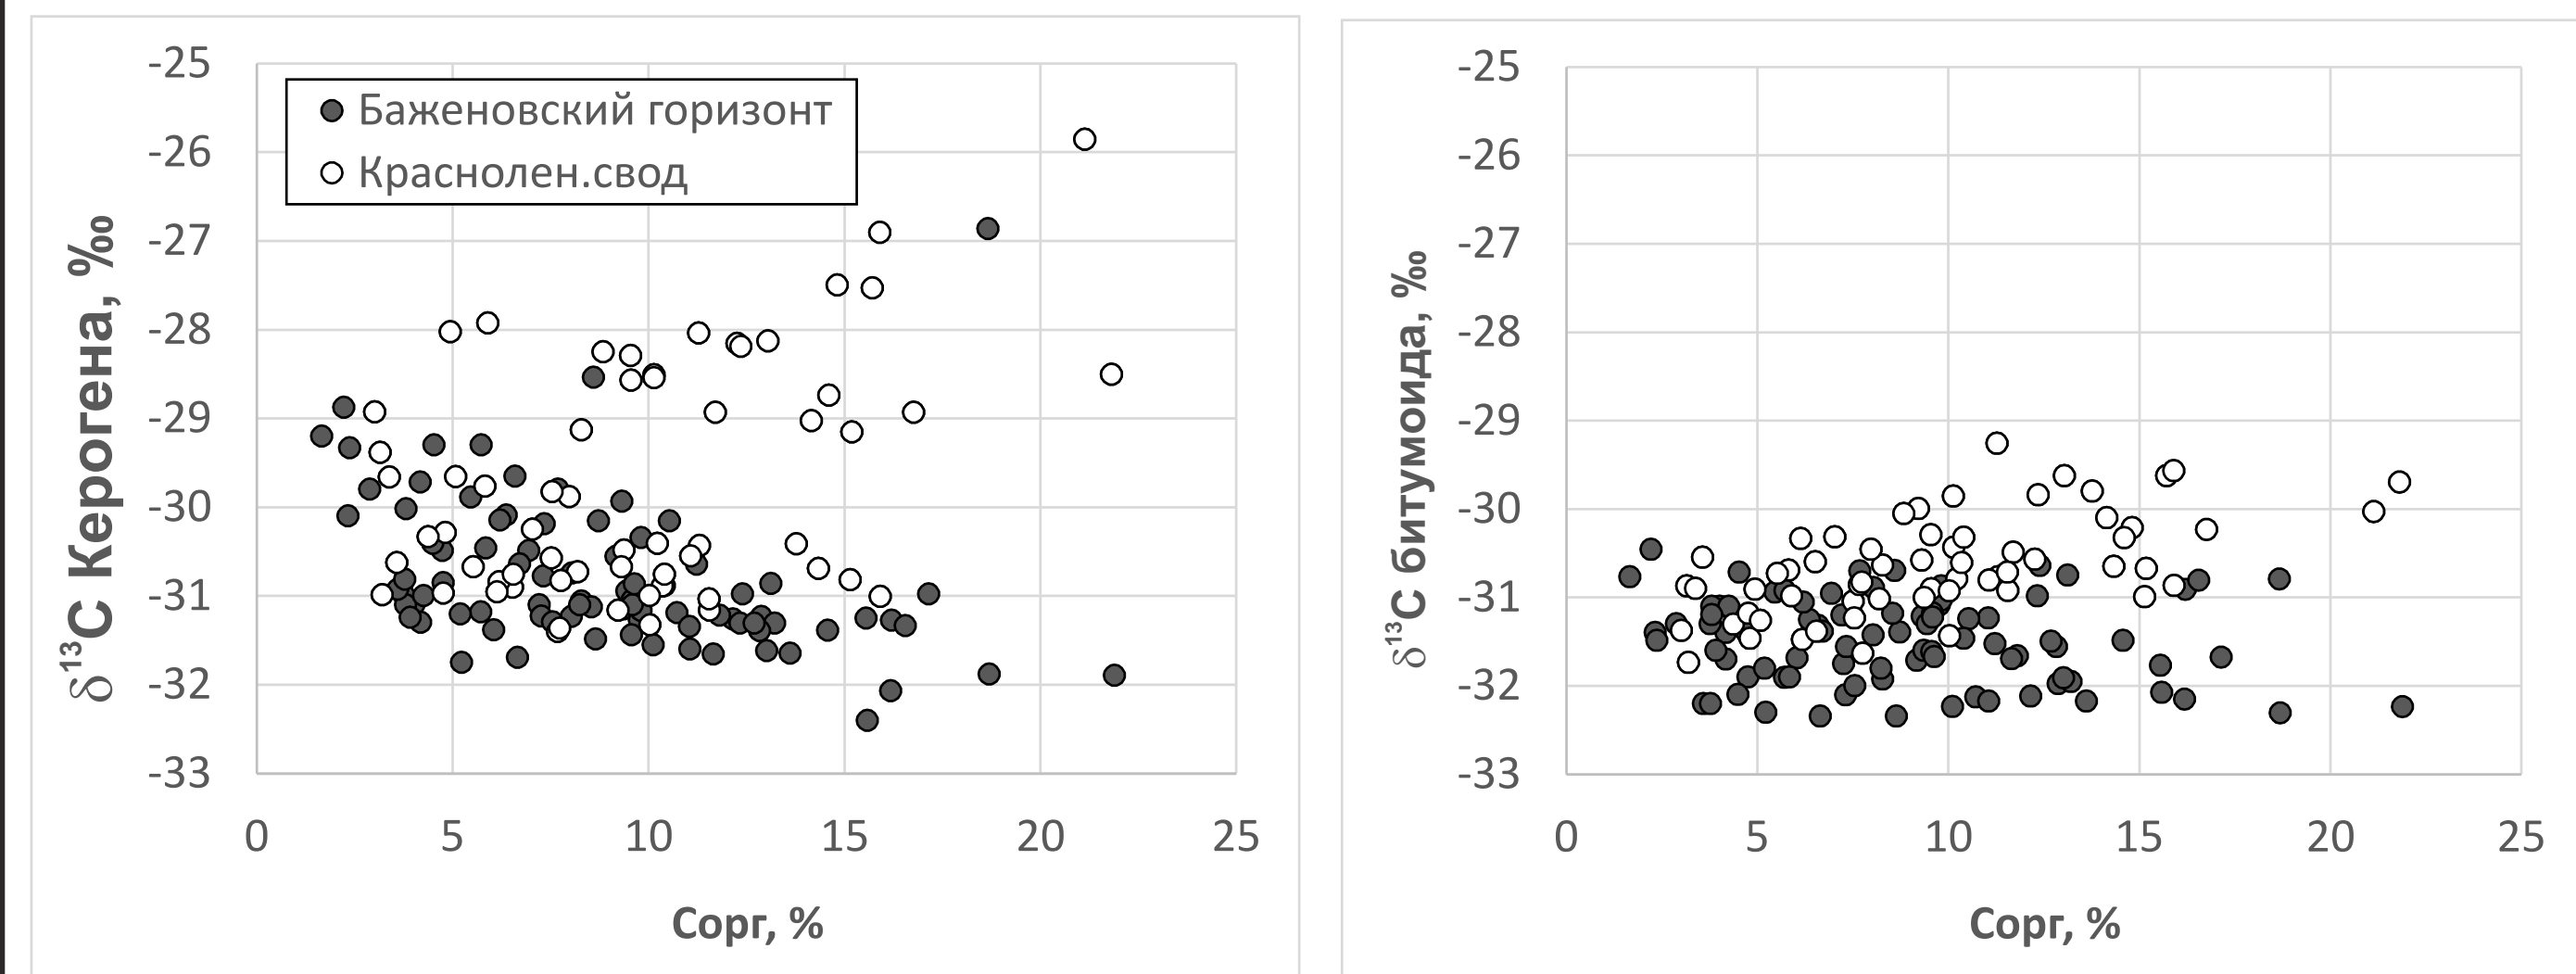 -25
-26
-27
-28
-29
-30
-31
-32
-33
0 5 10 15 20 25
δ¹³C Керогена, ‰
Сорг, %
Баженовский горизонт
Краснолен.свод
-25
-26
-27
-28
-29
-30
-31
-32
-33
0 5 10 15 20 25
δ¹³C битумоида, ‰
Сорг, %